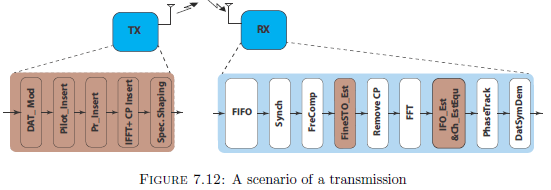 TX
RX
DAT_Mod
Pilot_Insert
Pr_Insert
IFFT+ CP Insert
Spec. Shaping
FIFO
Synch
FreComp
FineSTO_Est
Remove CP
FFT
IFO_Est
&Ch_EstEqu
PhaseTrack
DatSymDem
FIGURE 7.12: A scenario of a transmission